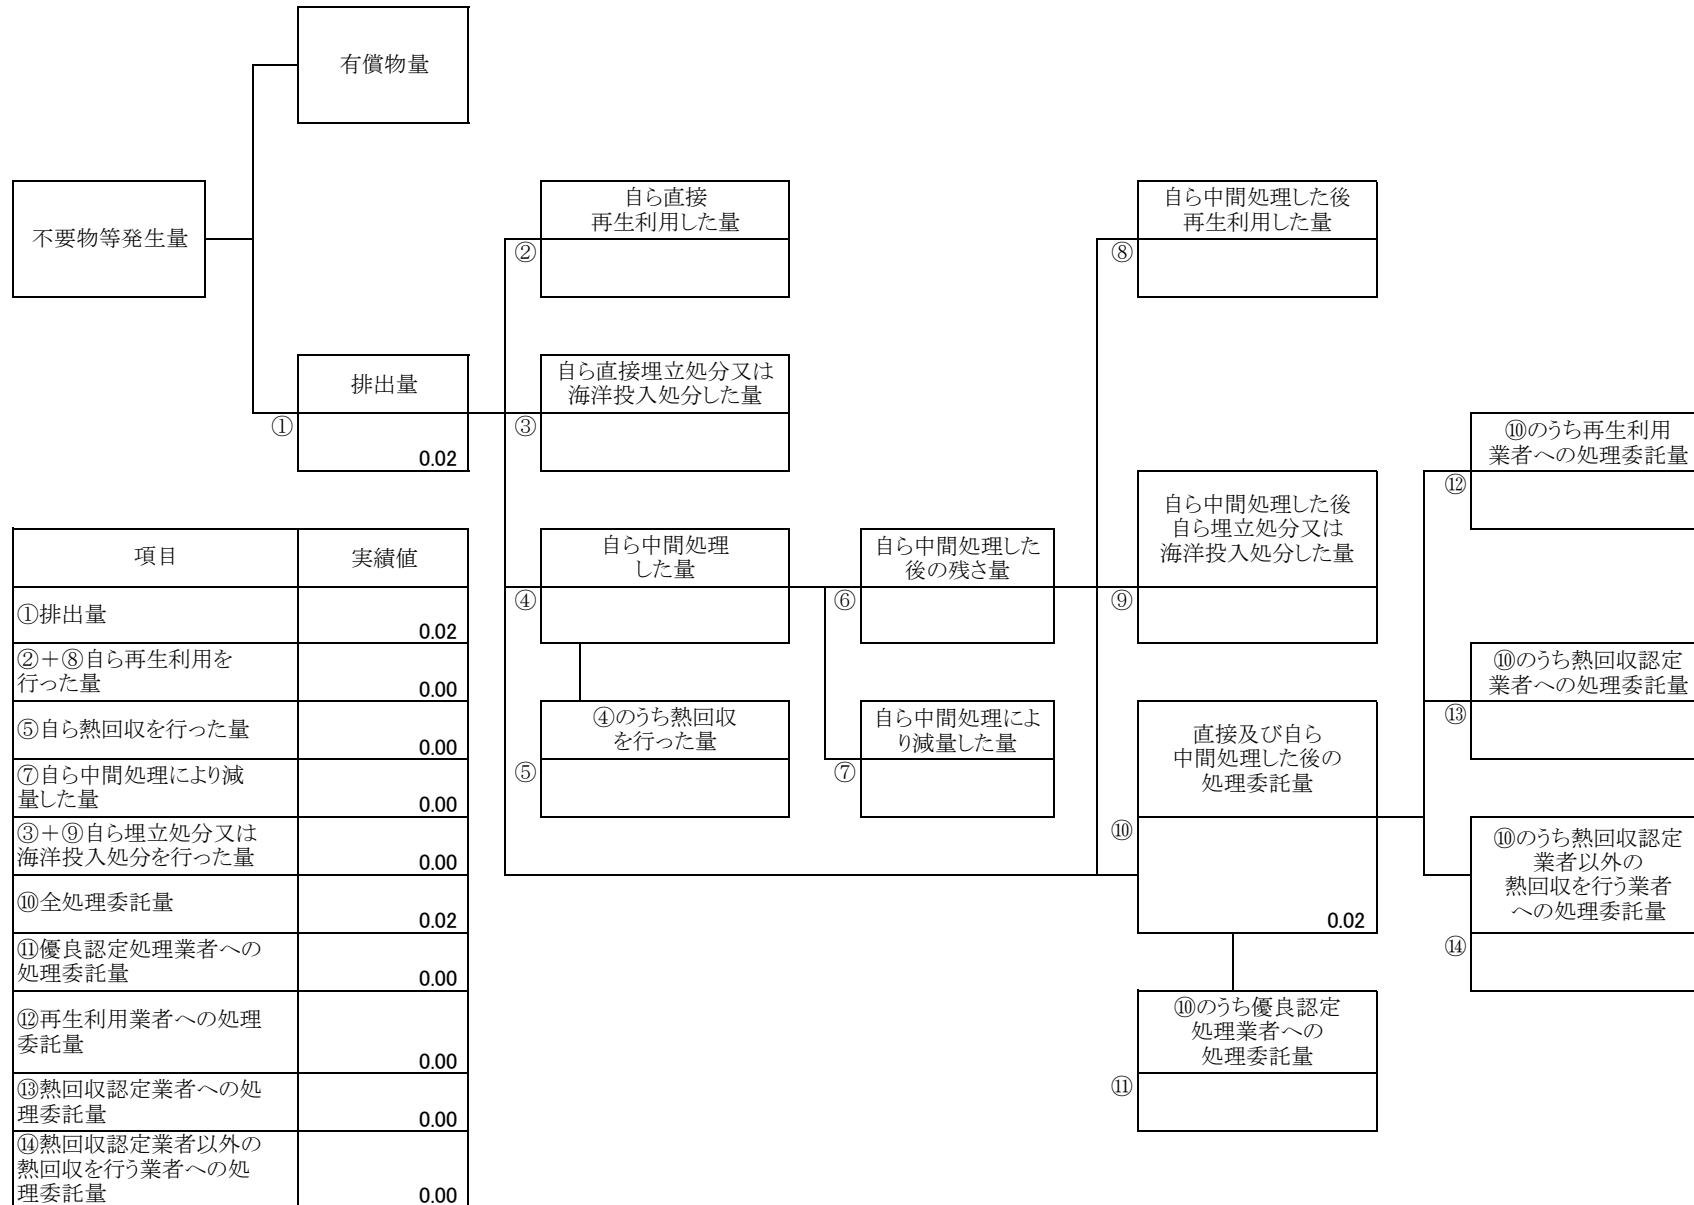 有償物量
不要物等発生量
排出量
①
0.02
自ら直接
再生利用した量
②
自ら直接埋立処分又は
海洋投入処分した量
③
自ら中間処理
した量
④
④のうち熱回収
を行った量
⑤
自ら中間処理した
後の残さ量
⑥
自ら中間処理によ
り減量した量
⑦
自ら中間処理した後
再生利用した量
⑧
自ら中間処理した後
自ら埋立処分又は
海洋投入処分した量
⑨
直接及び自ら
中間処理した後の
処理委託量
⑩
0.02
⑩のうち優良認定
処理業者への
処理委託量
⑪
⑩のうち再生利用
業者への処理委託量
⑫
⑩のうち熱回収認定
業者への処理委託量
⑬
⑩のうち熱回収認定
業者以外の
熱回収を行う業者
への処理委託量
⑭
項目 実績値
①排出量
0.02
②+⑧自ら再生利用を
行った量
0.00
⑤自ら熱回収を行った量
0.00
⑦自ら中間処理により減
量した量
0.00
③+⑨自ら埋立処分又は
海洋投入処分を行った量
0.00
⑩全処理委託量
0.02
⑪優良認定処理業者への
処理委託量
0.00
⑫再生利用業者への処理
委託量
0.00
⑬熱回収認定業者への処
理委託量
0.00
⑭熱回収認定業者以外の
熱回収を行う業者への処
理委託量
0.00